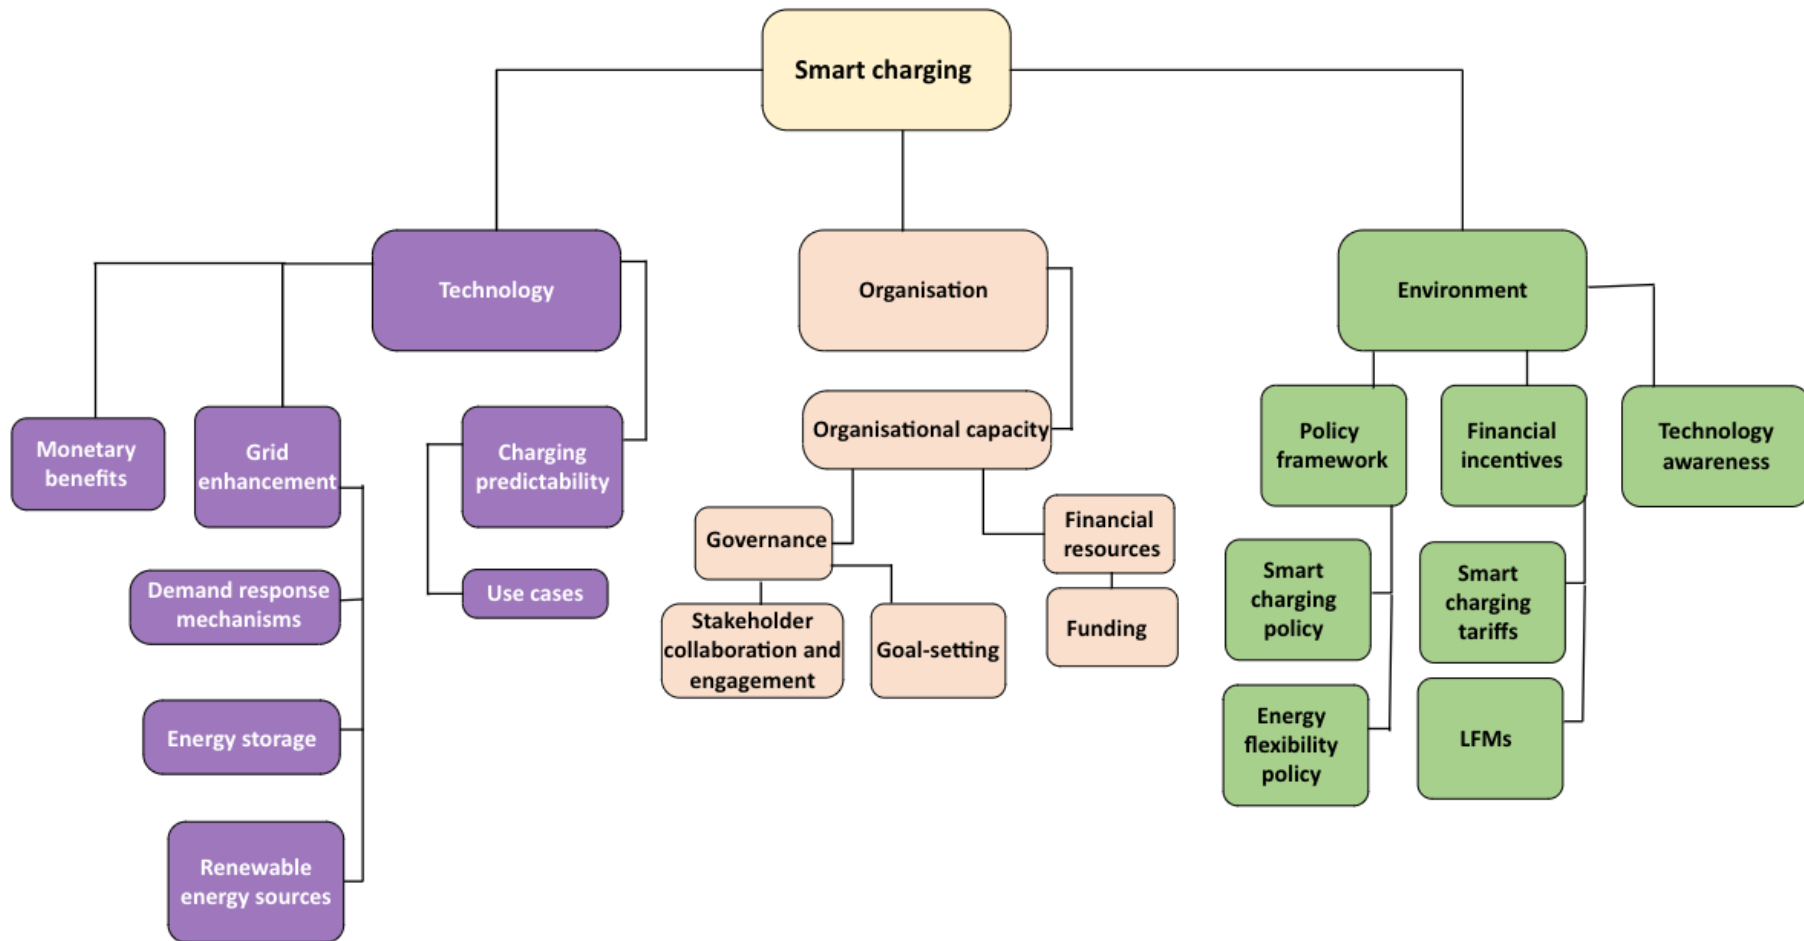 Smart charging
Technology
Organisation
Environment
Monetary
benefits
Grid
enhancement
Charging
predictability
Organisational capacity
Policy
framework
Financial
incentives
Technology
awareness
Governance
Financial
resources
Demand response
mechanisms
Use cases
Stakeholder
collaboration and
engagement
Goal-setting
Funding
Smart
charging
policy
Smart
charging
tariffs
Energy storage
Energy
flexibility
policy
LFMs
Renewable
energy sources